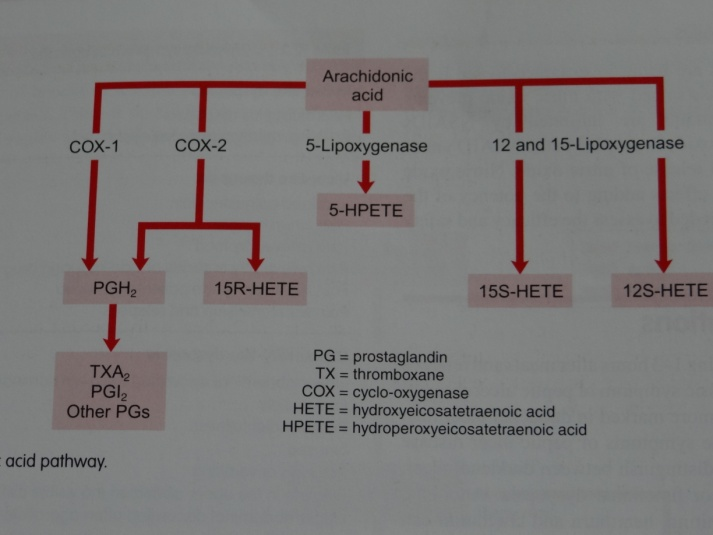 Arachidonic
acid
COX-1
COX-2
5-Lipoxygenase
12 and 15-Lipoxygenase
5-HPETE
PGH₂
15R-HETE
15S-HETE
12S-HETE
TXA₂
PGI₂
Other PGs
PG = prostaglandin
TX = thromboxane
COX = cyclo-oxygenase
HETE = hydroxyeicosatetraenoic acid
HPETE = hydroperoxyeicosatetraenoic acid
acid pathway.